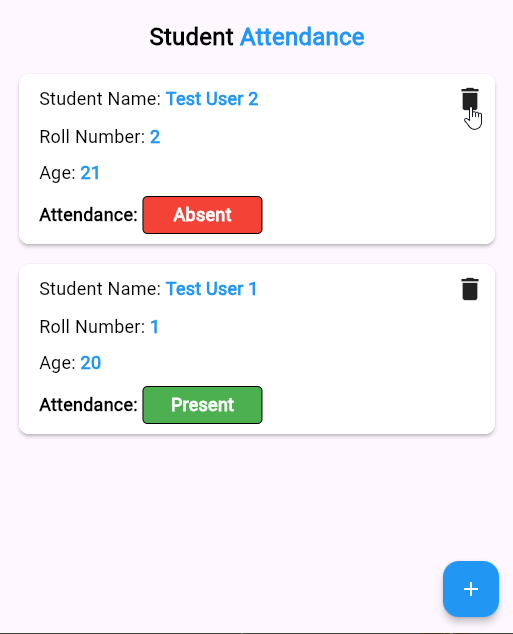 Student Attendance
Student Name: Test User 2
Roll Number: 2
Age: 21
Attendance: Absent
Student Name: Test User 1
Roll Number: 1
Age: 20
Attendance: Present
+